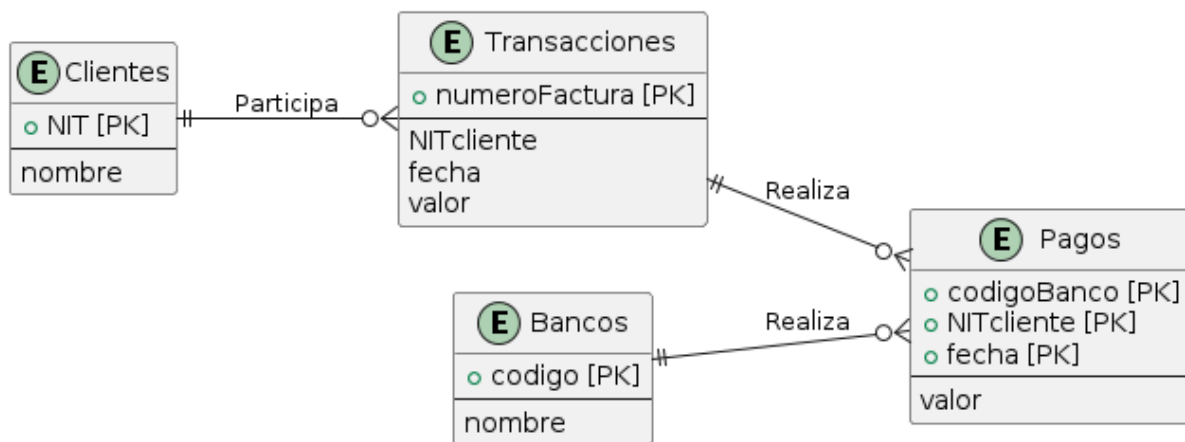 E Clientes
NIT [PK]
nombre
Participa
E Transacciones
numeroFactura [PK]
NITcliente
fecha
valor
Realiza
E Bancos
codigo [PK]
nombre
Realiza
E Pagos
codigoBanco [PK]
NITcliente [PK]
fecha [PK]
valor